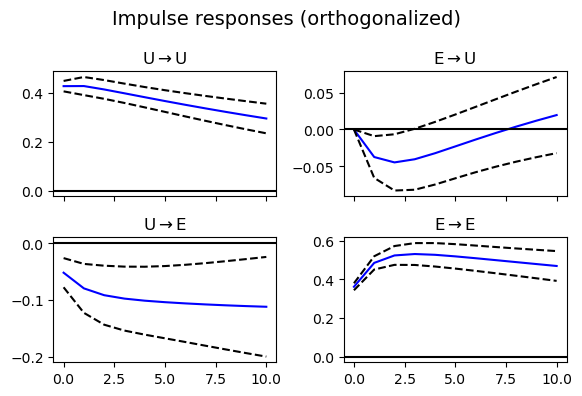 Impulse responses (orthogonalized)
U → U
E → U
0.4
0.2
0.0
0.05
0.00
−0.05
U → E
E → E
0.0
−0.1
−0.2
0.6
0.4
0.2
0.0
0.0 2.5 5.0 7.5 10.0
0.0 2.5 5.0 7.5 10.0